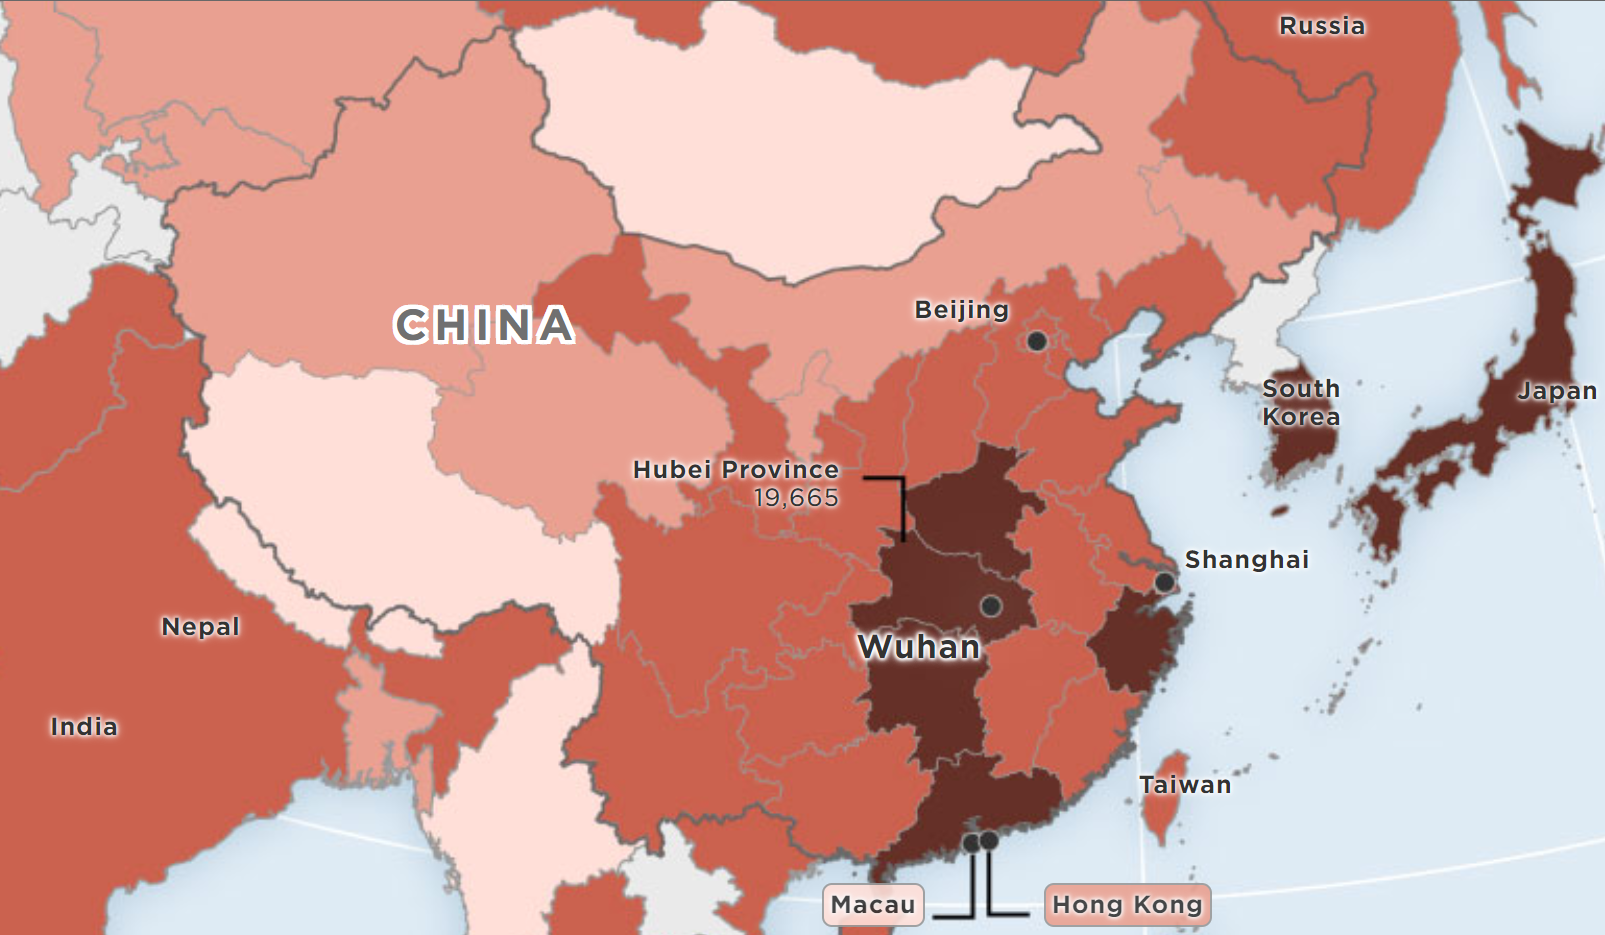 Russia
CHINA
Beijing
South
Korea
Japan
Hubei Province
19,665
Shanghai
Nepal
Wuhan
India
Taiwan
Macau
Hong Kong